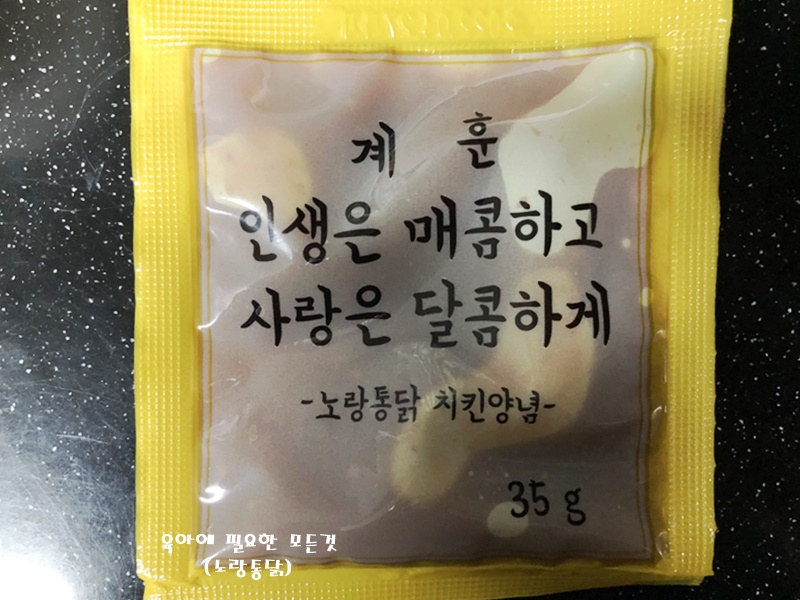 계 훈
인생은 매콤하고
사랑은 달콤하게
-노랑통닭 치킨양념-
35 g
육아에 필요한 모든것
(노랑통닭)